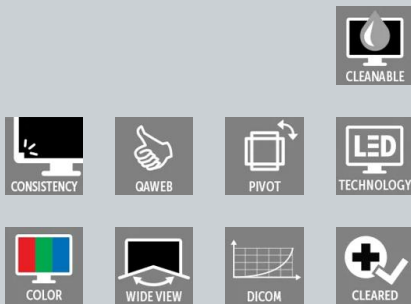 CLEANABLE
CONSISTENCY
QAWEB
PIVOT
LED
TECHNOLOGY
COLOR
WIDE VIEW
DICOM
CLEARED